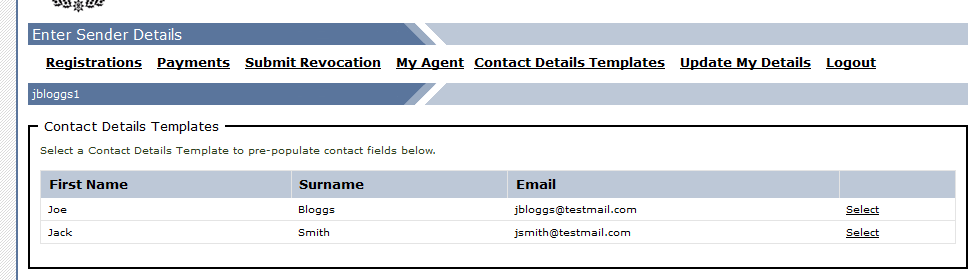 Enter Sender Details
Registrations Payments Submit Revocation My Agent Contact Details Templates Update My Details Logout
jbloggs1
Contact Details Templates
Select a Contact Details Template to pre-populate contact fields below.
First Name Surname Email
Joe Bloggs jbloggs@testmail.com Select
Jack Smith jsmith@testmail.com Select